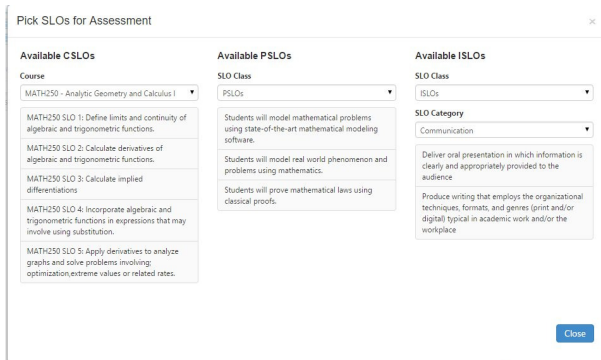 Pick SLOs for Assessment
×
Available CSLOs
Course
MATH250 - Analytic Geometry and Calculus I
MATH250 SLO 1: Define limits and continuity of
algebraic and trigonometric functions.
MATH250 SLO 2: Calculate derivatives of
algebraic and trigonometric functions.
MATH250 SLO 3: Calculate implied
differentiations
MATH250 SLO 4: Incorporate algebraic and
trigonometric functions in expressions that may
involve using substitution.
MATH250 SLO 5: Apply derivatives to analyze
graphs and solve problems involving;
optimization,extreme values or related rates.
Available PSLOs
SLO Class
PSLOs
Students will model mathematical problems
using state-of-the-art mathematical modeling
software.
Students will model real world phenomenon and
problems using mathematics.
Students will prove mathematical laws using
classical proofs.
Available ISLOs
SLO Class
ISLOs
SLO Category
Communication
Deliver oral presentation in which information is
clearly and appropriately provided to the
audience
Produce writing that employs the organizational
techniques, formats, and genres (print and/or
digital) typical in academic work and/or the
workplace
Close